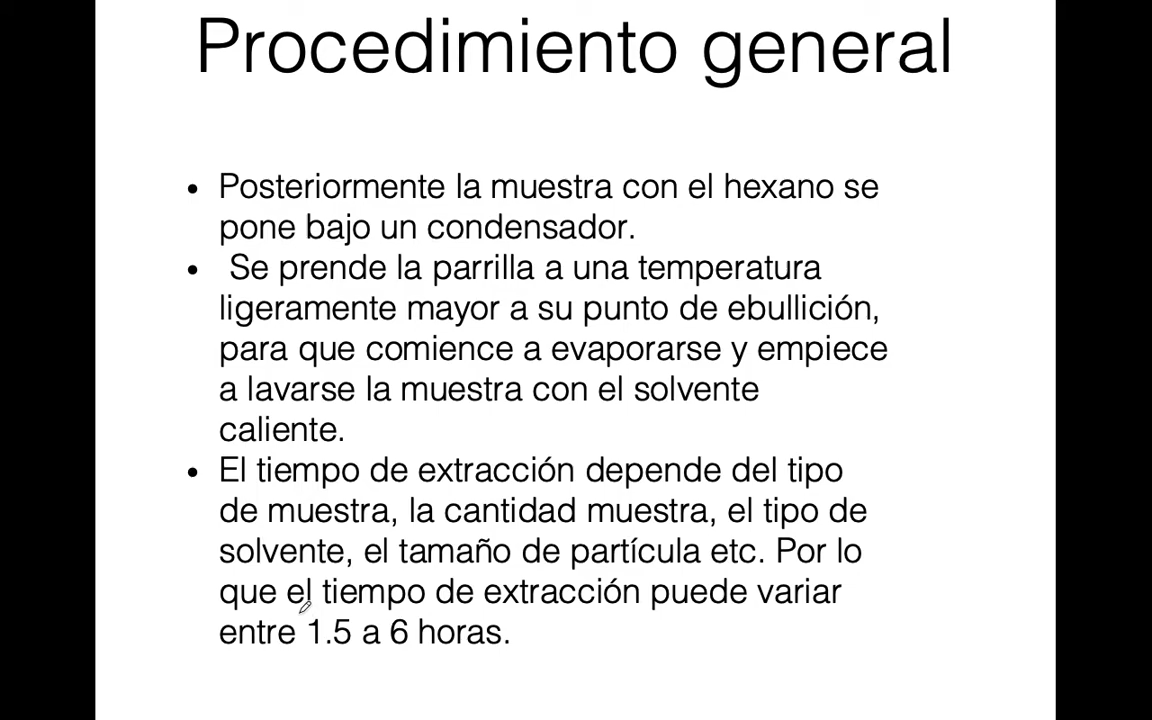 Procedimiento general
• Posteriormente la muestra con el hexano se
pone bajo un condensador.
• Se prende la parrilla a una temperatura
ligeramente mayor a su punto de ebullición,
para que comience a evaporarse y empiece
a lavarse la muestra con el solvente
caliente.
• El tiempo de extracción depende del tipo
de muestra, la cantidad muestra, el tipo de
solvente, el tamaño de partícula etc. Por lo
que el tiempo de extracción puede variar
entre 1.5 a 6 horas.